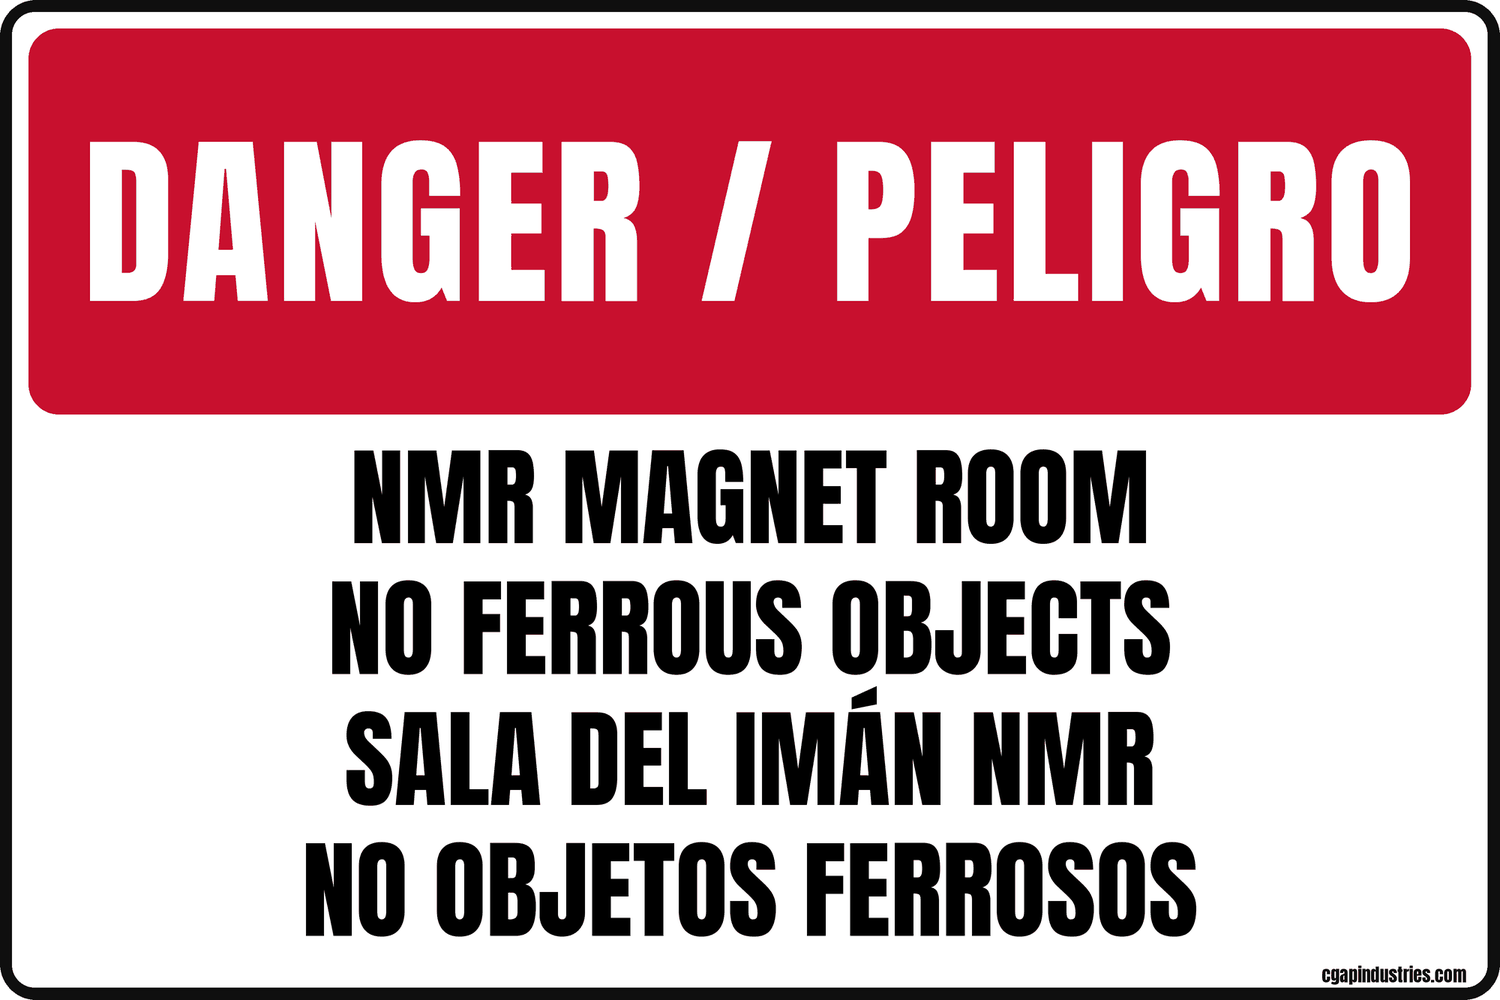 DANGER / PELIGRO
NMR MAGNET ROOM
NO FERROUS OBJECTS
SALA DEL IMÁN NMR
NO OBJETOS FERROSOS
cgapindustries.com